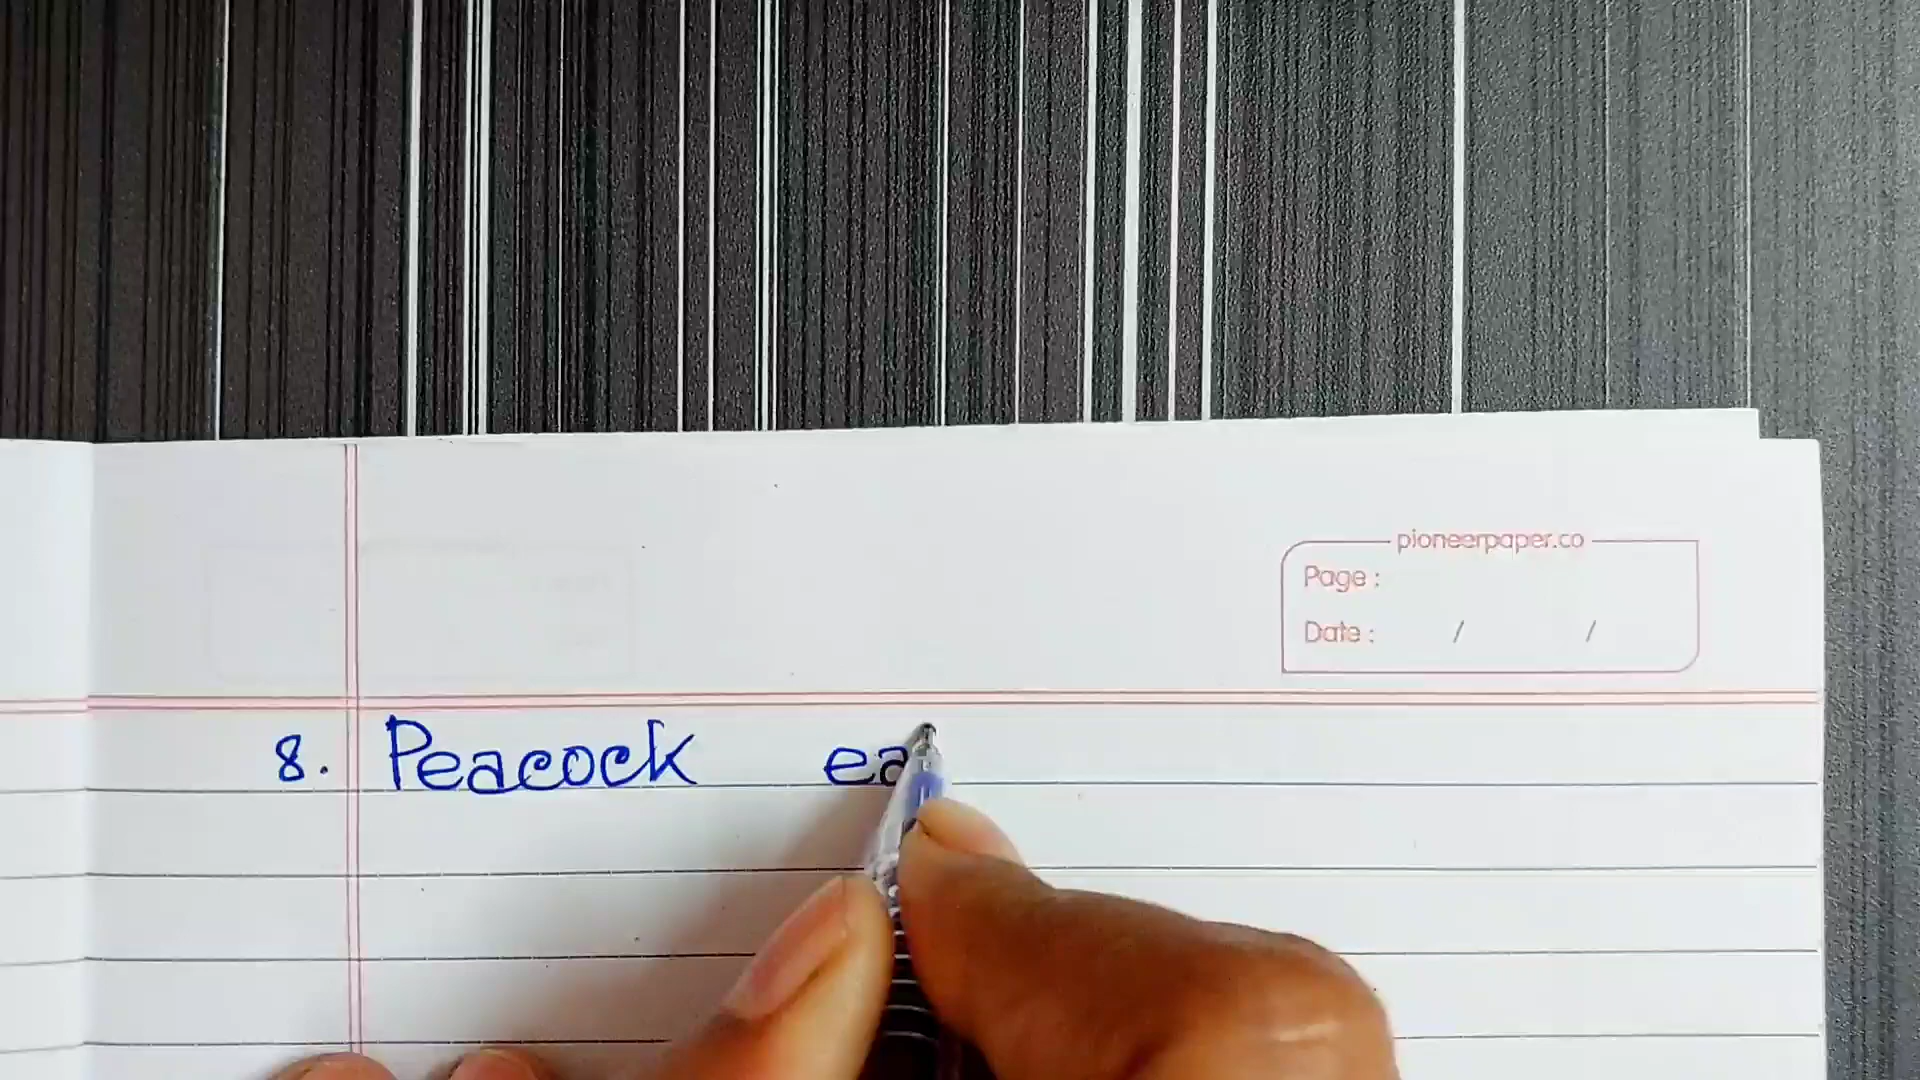 pioneerpaper.co
Page :
Date : / /
8. Peacock ea